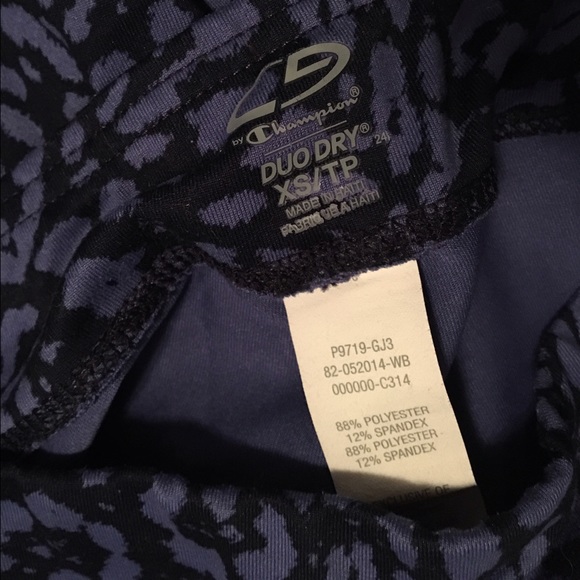 by Champion®
DUO DRY®
XS/TP
24
MADE IN HAITI
P9719-GJ3
82-052014-WB
000000-C314
88% POLYESTER
12% SPANDEX
88% POLYESTER
12% SPANDEX